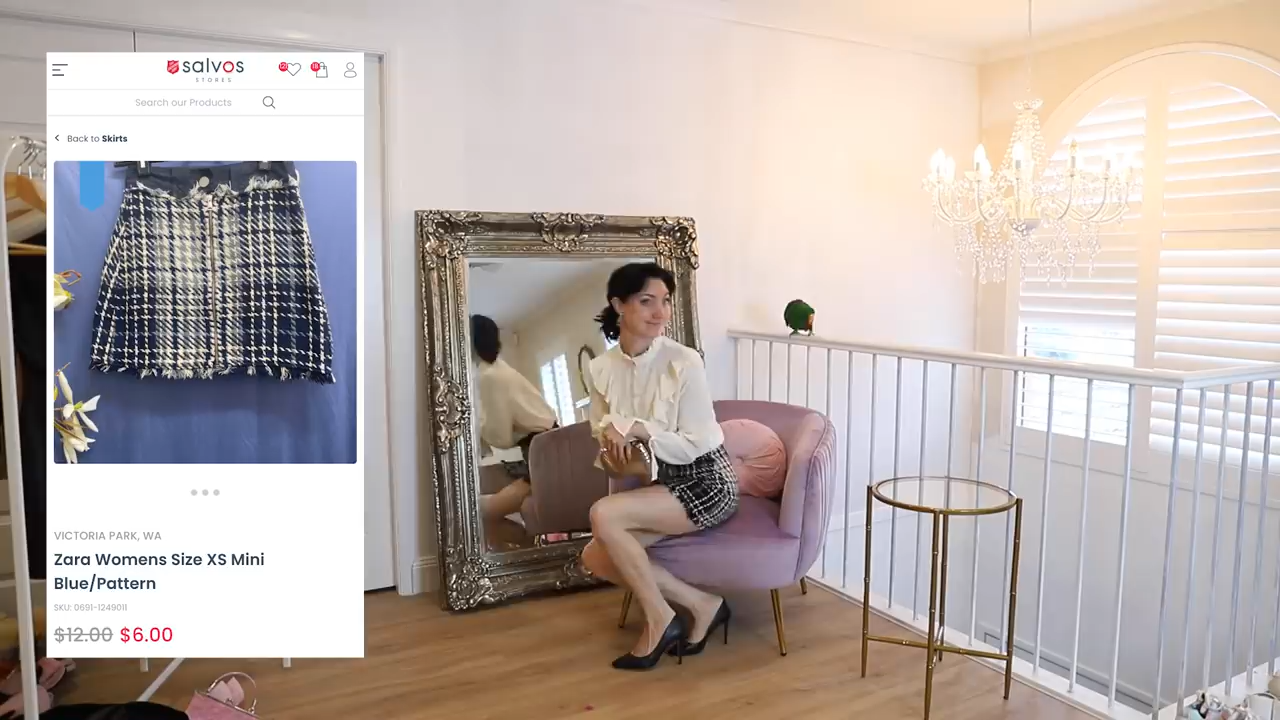 salvos
STORES
Search our Products
Back to Skirts
VICTORIA PARK, WA
Zara Womens Size XS Mini
Blue/Pattern
SKU: 0691-1249011
$12.00 $6.00